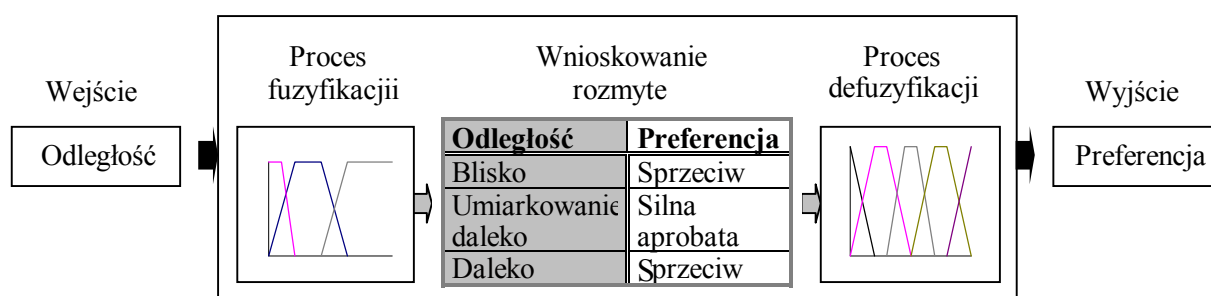 Wejście
Odległość
Proces
fuzyfikacjii
Wnioskowanie
rozmyte
Odległość Preferencja
Blisko Sprzeciw
Umiarkowanie Silna
daleko aprobata
Daleko Sprzeciw
Proces
defuzyfikacji
Wyjście
Preferencja